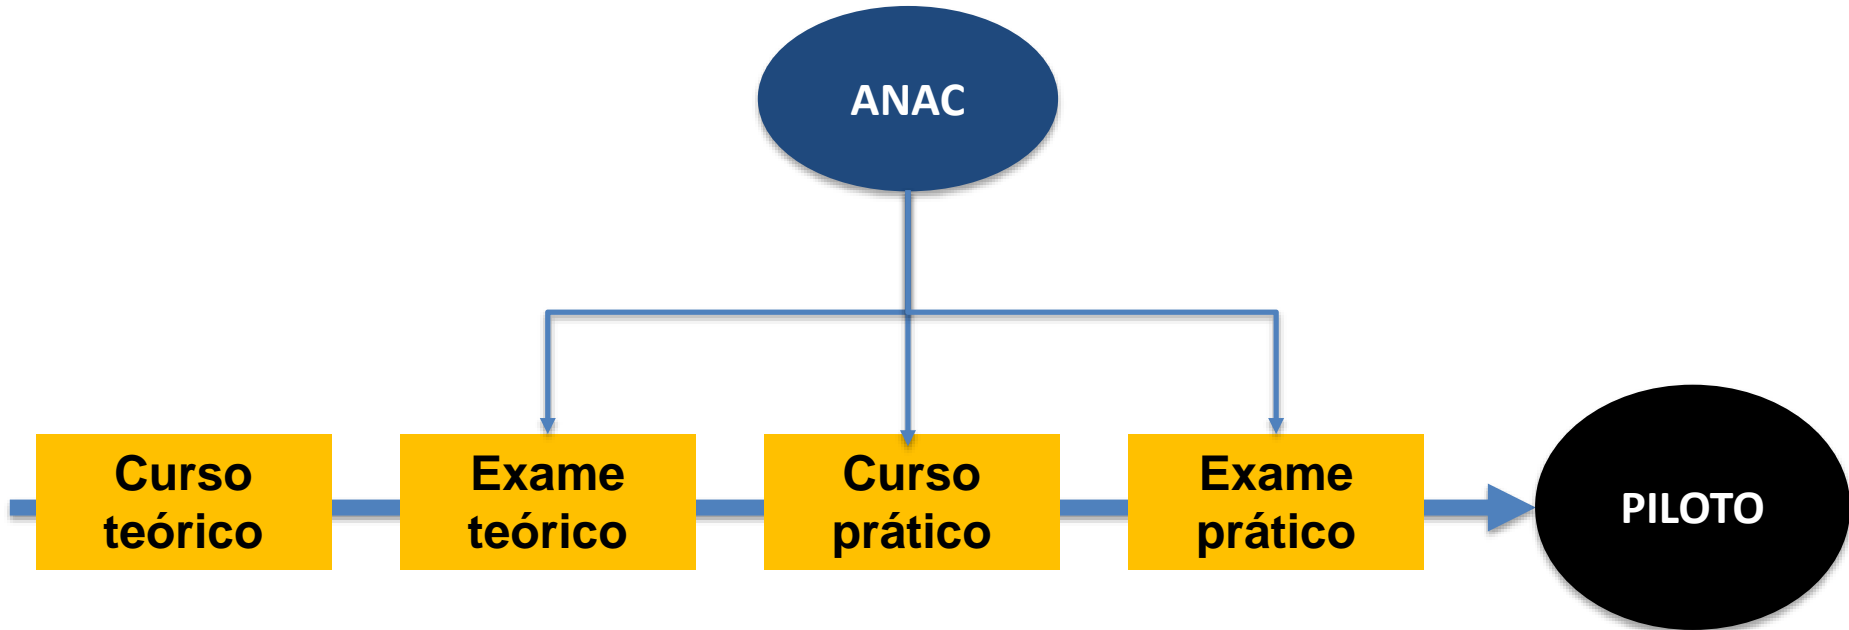 ANAC
Curso
teórico
Exame
teórico
Curso
prático
Exame
prático
PILOTO